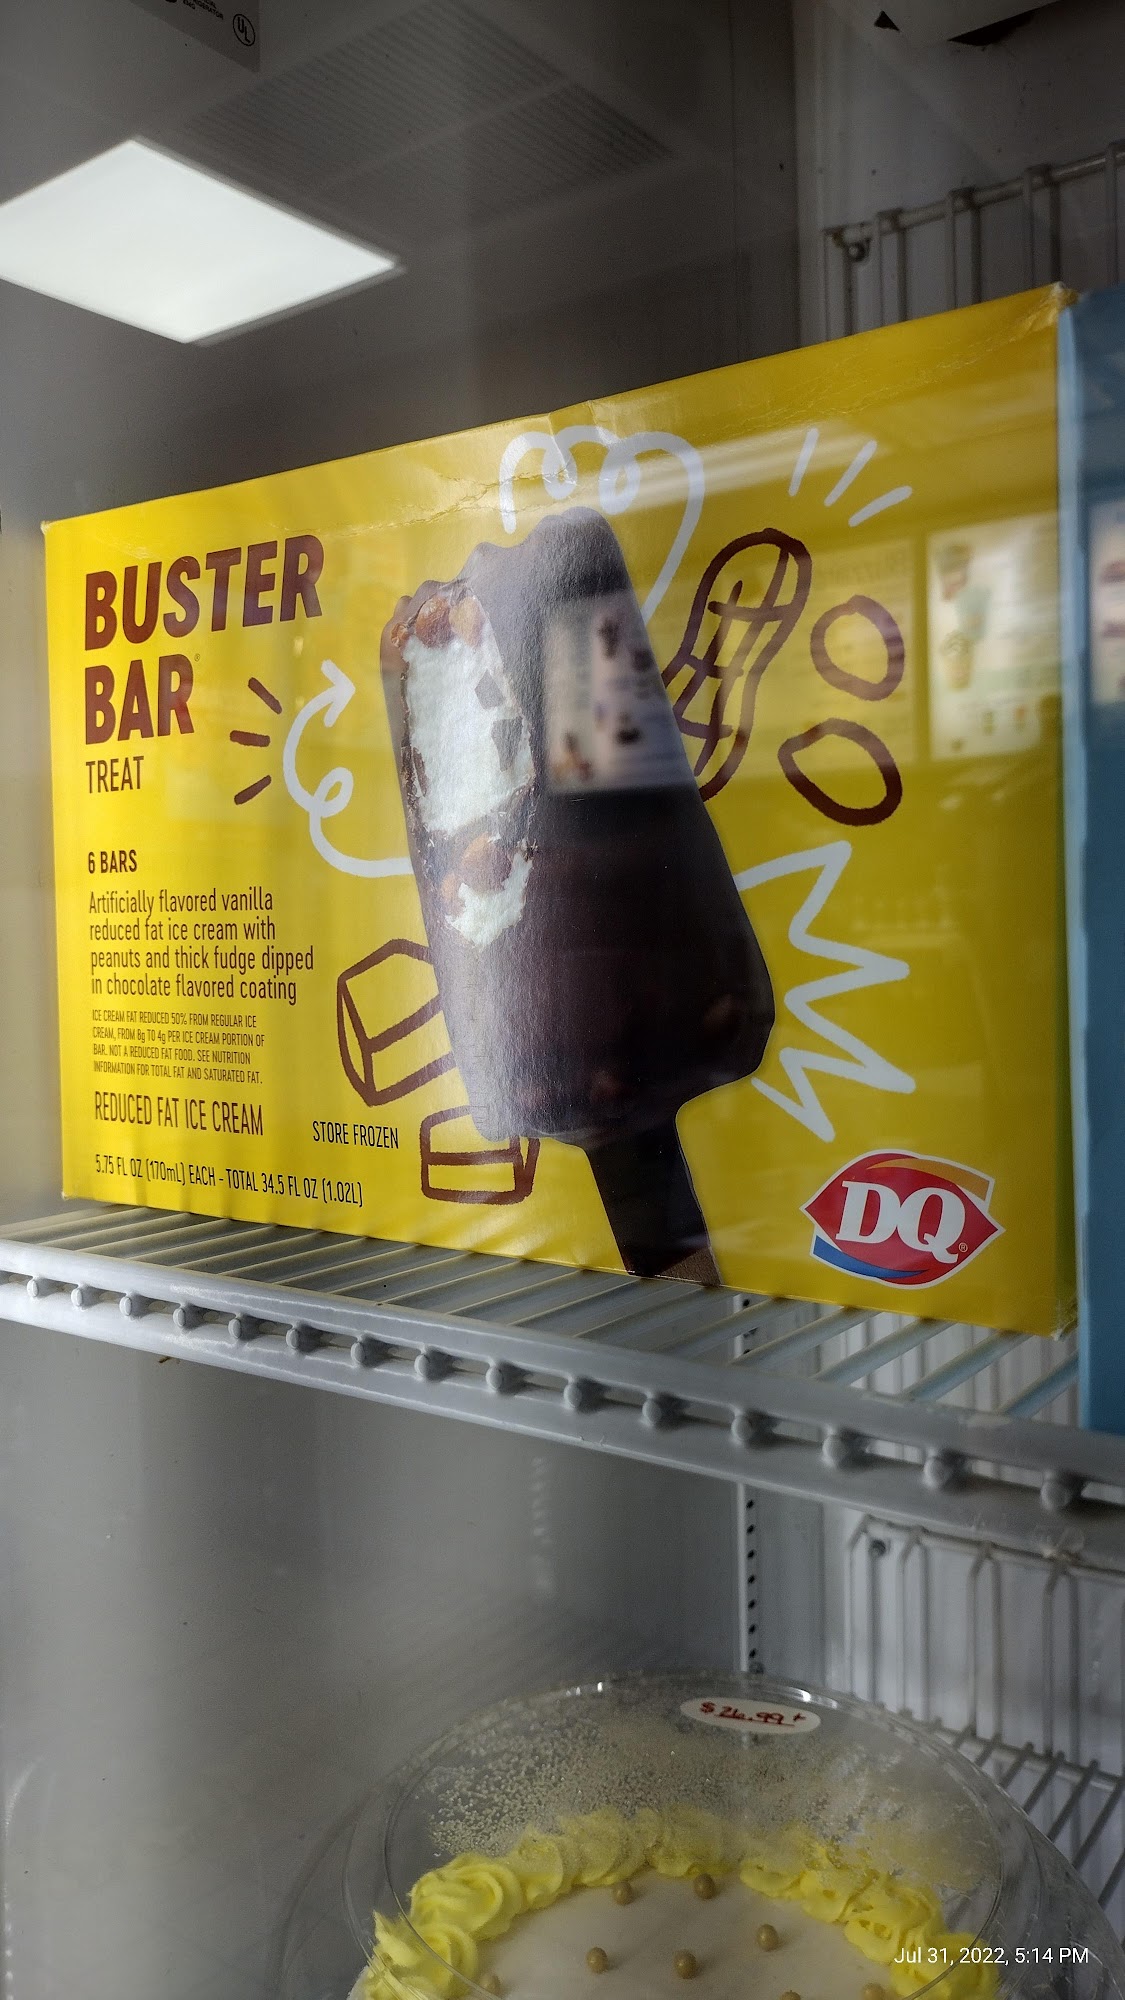 UL
BUSTER
BAR®
TREAT
6 BARS
Artificially flavored vanilla
reduced fat ice cream with
peanuts and thick fudge dipped
in chocolate flavored coating
ICE CREAM FAT REDUCED 50% FROM REGULAR ICE
CREAM, FROM 8g TO 4g PER ICE CREAM PORTION OF
BAR. NOT A REDUCED FAT FOOD. SEE NUTRITION
INFORMATION FOR TOTAL FAT AND SATURATED FAT.
REDUCED FAT ICE CREAM
STORE FROZEN
5.75 FL OZ (170mL) EACH - TOTAL 34.5 FL OZ (1.02L)
DQ®
$26.99+
Jul 31, 2022, 5:14 PM